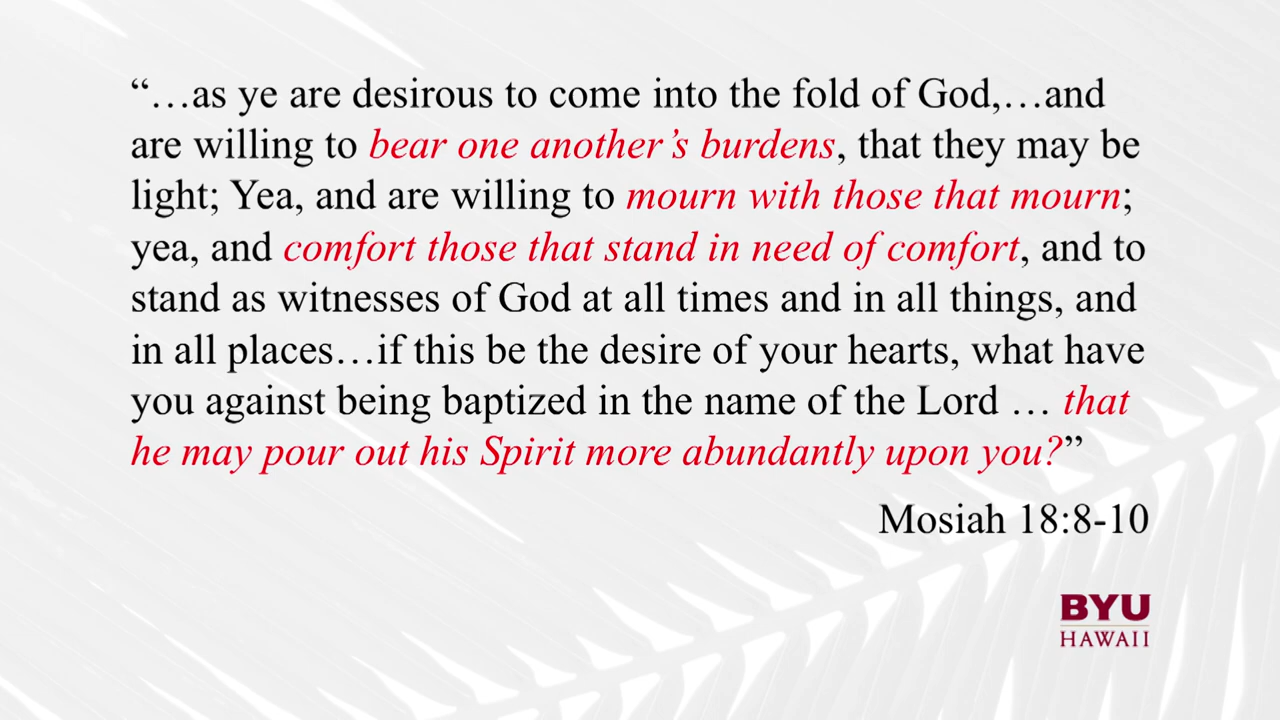 “…as ye are desirous to come into the fold of God,…and
are willing to bear one another’s burdens, that they may be
light; Yea, and are willing to mourn with those that mourn;
yea, and comfort those that stand in need of comfort, and to
stand as witnesses of God at all times and in all things, and
in all places…if this be the desire of your hearts, what have
you against being baptized in the name of the Lord … that
he may pour out his Spirit more abundantly upon you?”
Mosiah 18:8-10
BYU
HAWAII